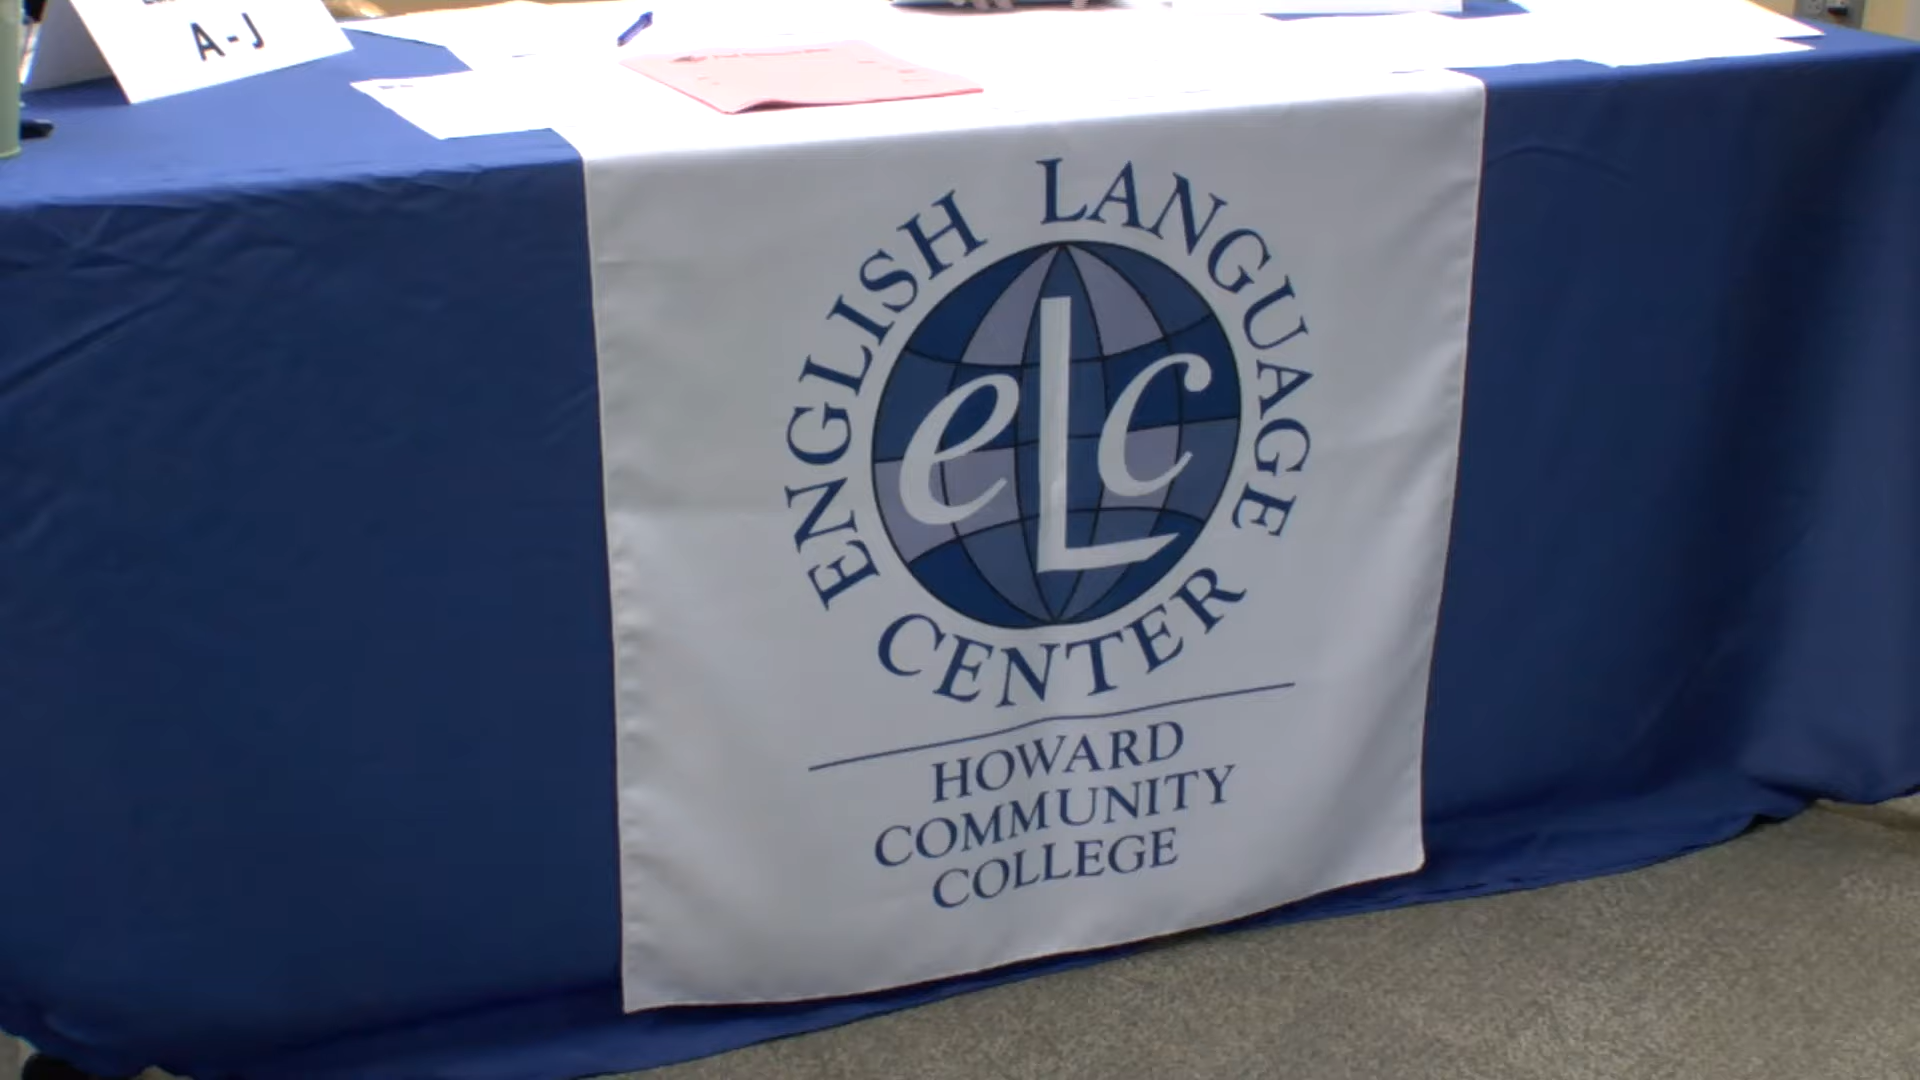 A - J
ENGLISH LANGUAGE
CENTER
eLc
HOWARD
COMMUNITY
COLLEGE